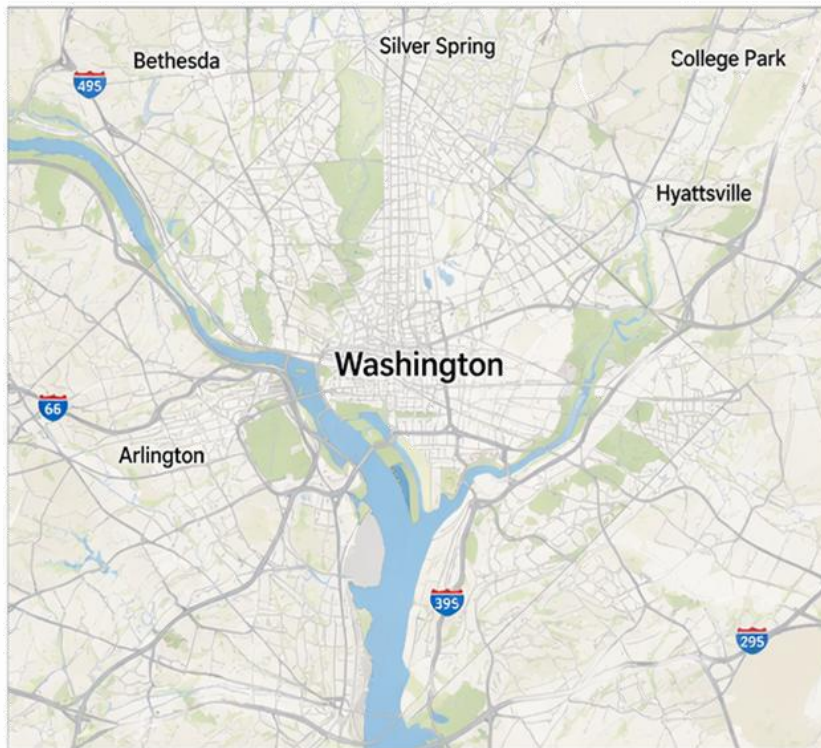 Silver Spring
Bethesda
College Park
495
Hyattsville
Washington
66
Arlington
395
295